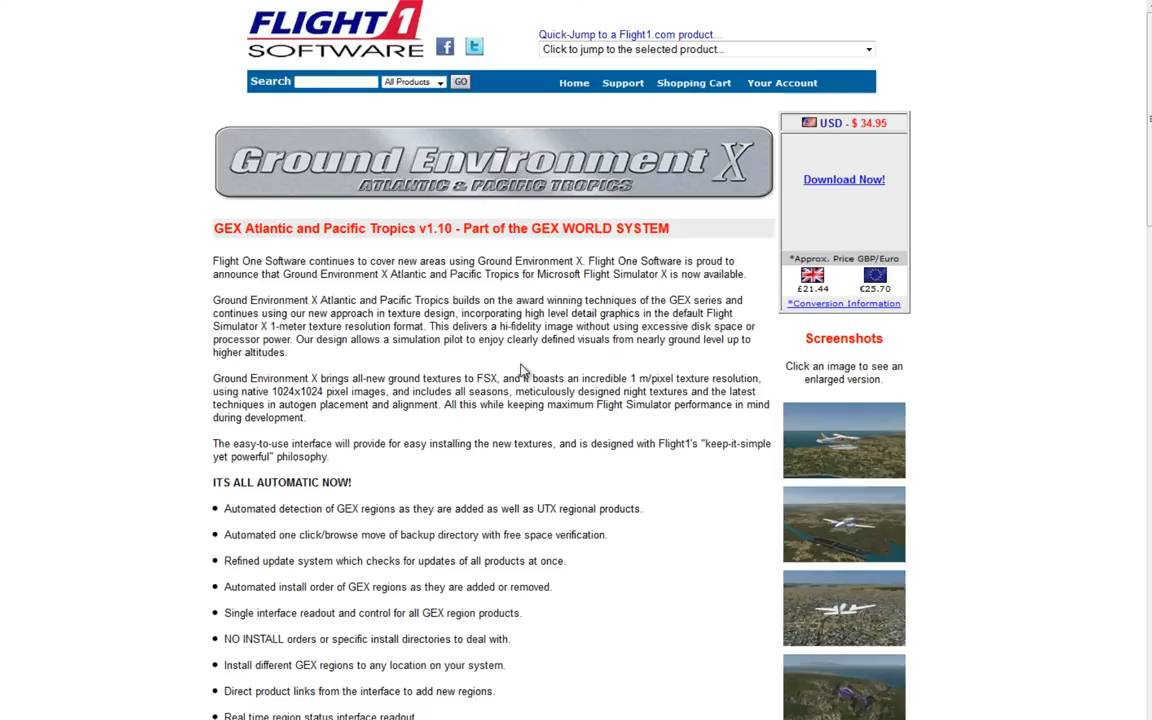 FLIGHT1
SOFTWARE
Quick-Jump to a Flight1.com product...
Click to jump to the selected product...
Search All Products GO Home Support Shopping Cart Your Account
Ground Environment X
ATLANTIC & PACIFIC TROPICS
USD - $ 34.95
Download Now!
*Approx. Price GBP/Euro
£21.44 €25.70
*Conversion Information
GEX Atlantic and Pacific Tropics v1.10 - Part of the GEX WORLD SYSTEM
Flight One Software continues to cover new areas using Ground Environment X. Flight One Software is proud to
announce that Ground Environment X Atlantic and Pacific Tropics for Microsoft Flight Simulator X is now available.
Ground Environment X Atlantic and Pacific Tropics builds on the award winning techniques of the GEX series and
continues using our new approach in texture design, incorporating high level detail graphics in the default Flight
Simulator X 1-meter texture resolution format. This delivers a hi-fidelity image without using excessive disk space or
processor power. Our design allows a simulation pilot to enjoy clearly defined visuals from nearly ground level up to
higher altitudes.
Ground Environment X brings all-new ground textures to FSX, and it boasts an incredible 1 m/pixel texture resolution,
using native 1024x1024 pixel images, and includes all seasons, meticulously designed night textures and the latest
techniques in autogen placement and alignment. All this while keeping maximum Flight Simulator performance in mind
during development.
The easy-to-use interface will provide for easy installing the new textures, and is designed with Flight1's "keep-it-simple
yet powerful" philosophy.
ITS ALL AUTOMATIC NOW!
Automated detection of GEX regions as they are added as well as UTX regional products.
Automated one click/browse move of backup directory with free space verification.
Refined update system which checks for updates of all products at once.
Automated install order of GEX regions as they are added or removed.
Single interface readout and control for all GEX region products.
NO INSTALL orders or specific install directories to deal with.
Install different GEX regions to any location on your system.
Direct product links from the interface to add new regions.
Real time region status interface readout.
Screenshots
Click an image to see an
enlarged version.